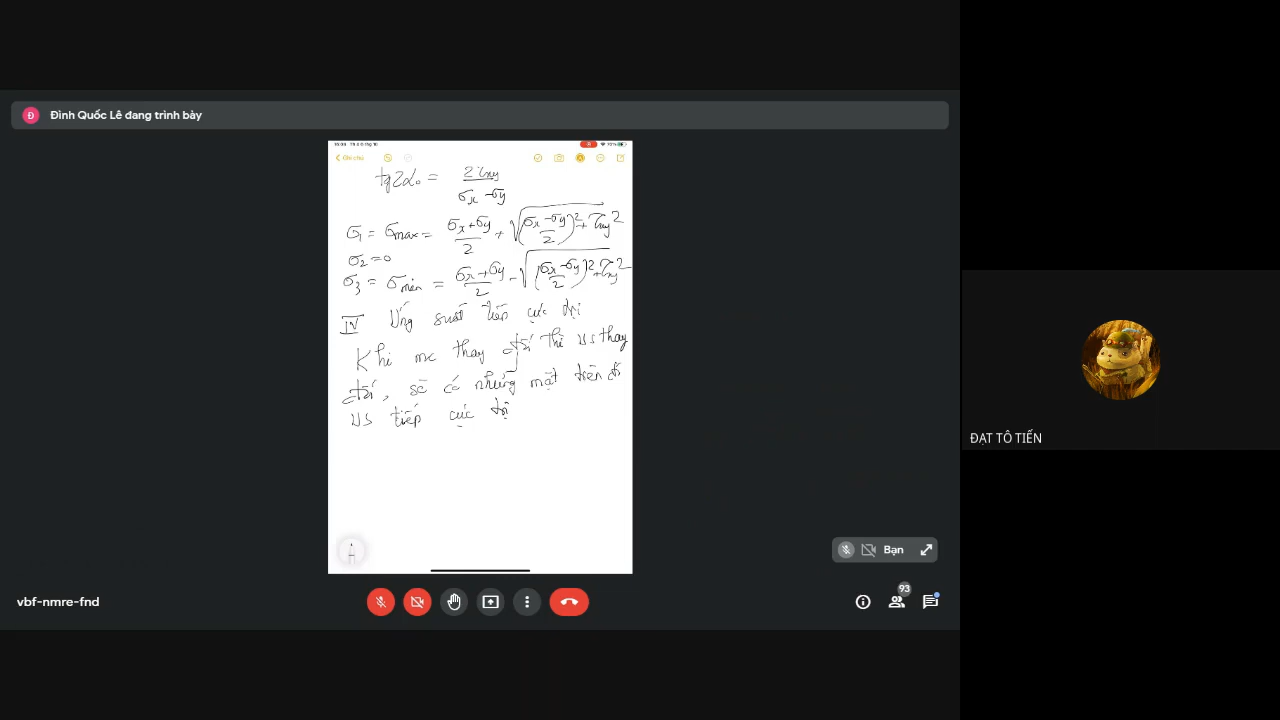 Đình Quốc Lê đang trình bày
Ghi chú
tg2α₀ = 2τxy / (σx - σy)
σ₁ = σmax = (σx + σy)/2 + √(((σx - σy)/2)² + τxy²)
σ₂ = 0
σ₃ = σmin = (σx + σy)/2 - √(((σx - σy)/2)² + τxy²)
IV Ứng suất tiếp cực trị
Khi mc thay đổi thì us thay
đổi, sẽ có những mặt trên đó
us tiếp cực trị
ĐẠT TÔ TIẾN
Bạn
vbf-nmre-fnd
93